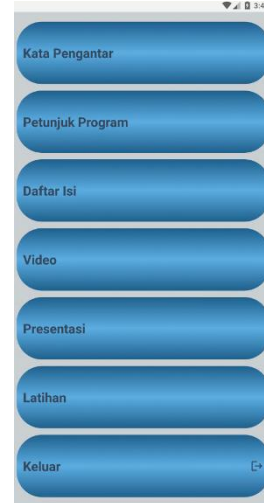 Kata Pengantar
Petunjuk Program
Daftar Isi
Video
Presentasi
Latihan
Keluar